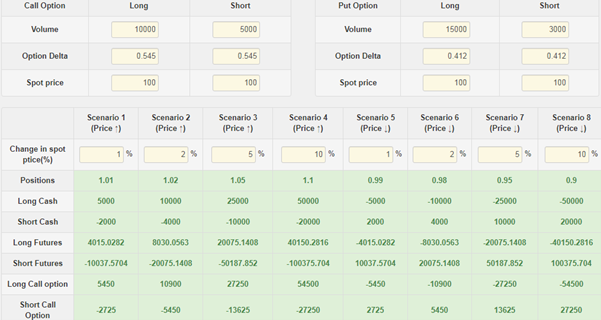 Call Option Long Short Put Option Long Short
Volume 10000 5000 Volume 15000 3000
Option Delta 0.545 0.545 Option Delta 0.412 0.412
Spot price 100 100 Spot price 100 100
Scenario 1 Scenario 2 Scenario 3 Scenario 4 Scenario 5 Scenario 6 Scenario 7 Scenario 8
(Price ↑) (Price ↑) (Price ↑) (Price ↑) (Price ↓) (Price ↓) (Price ↓) (Price ↓)
Change in spot
ptice(%) 1 % 2 % 5 % 10 % 1 % 2 % 5 % 10 %
Positions 1.01 1.02 1.05 1.1 0.99 0.98 0.95 0.9
Long Cash 5000 10000 25000 50000 -5000 -10000 -25000 -50000
Short Cash -2000 -4000 -10000 -20000 2000 4000 10000 20000
Long Futures 4015.0282 8030.0563 20075.1408 40150.2816 -4015.0282 -8030.0563 -20075.1408 -40150.2816
Short Futures -10037.5704 -20075.1408 -50187.852 -100375.704 10037.5704 20075.1408 50187.852 100375.704
Long Call option 5450 10900 27250 54500 -5450 -10900 -27250 -54500
Short Call
Option -2725 -5450 -13625 -27250 2725 5450 13625 27250